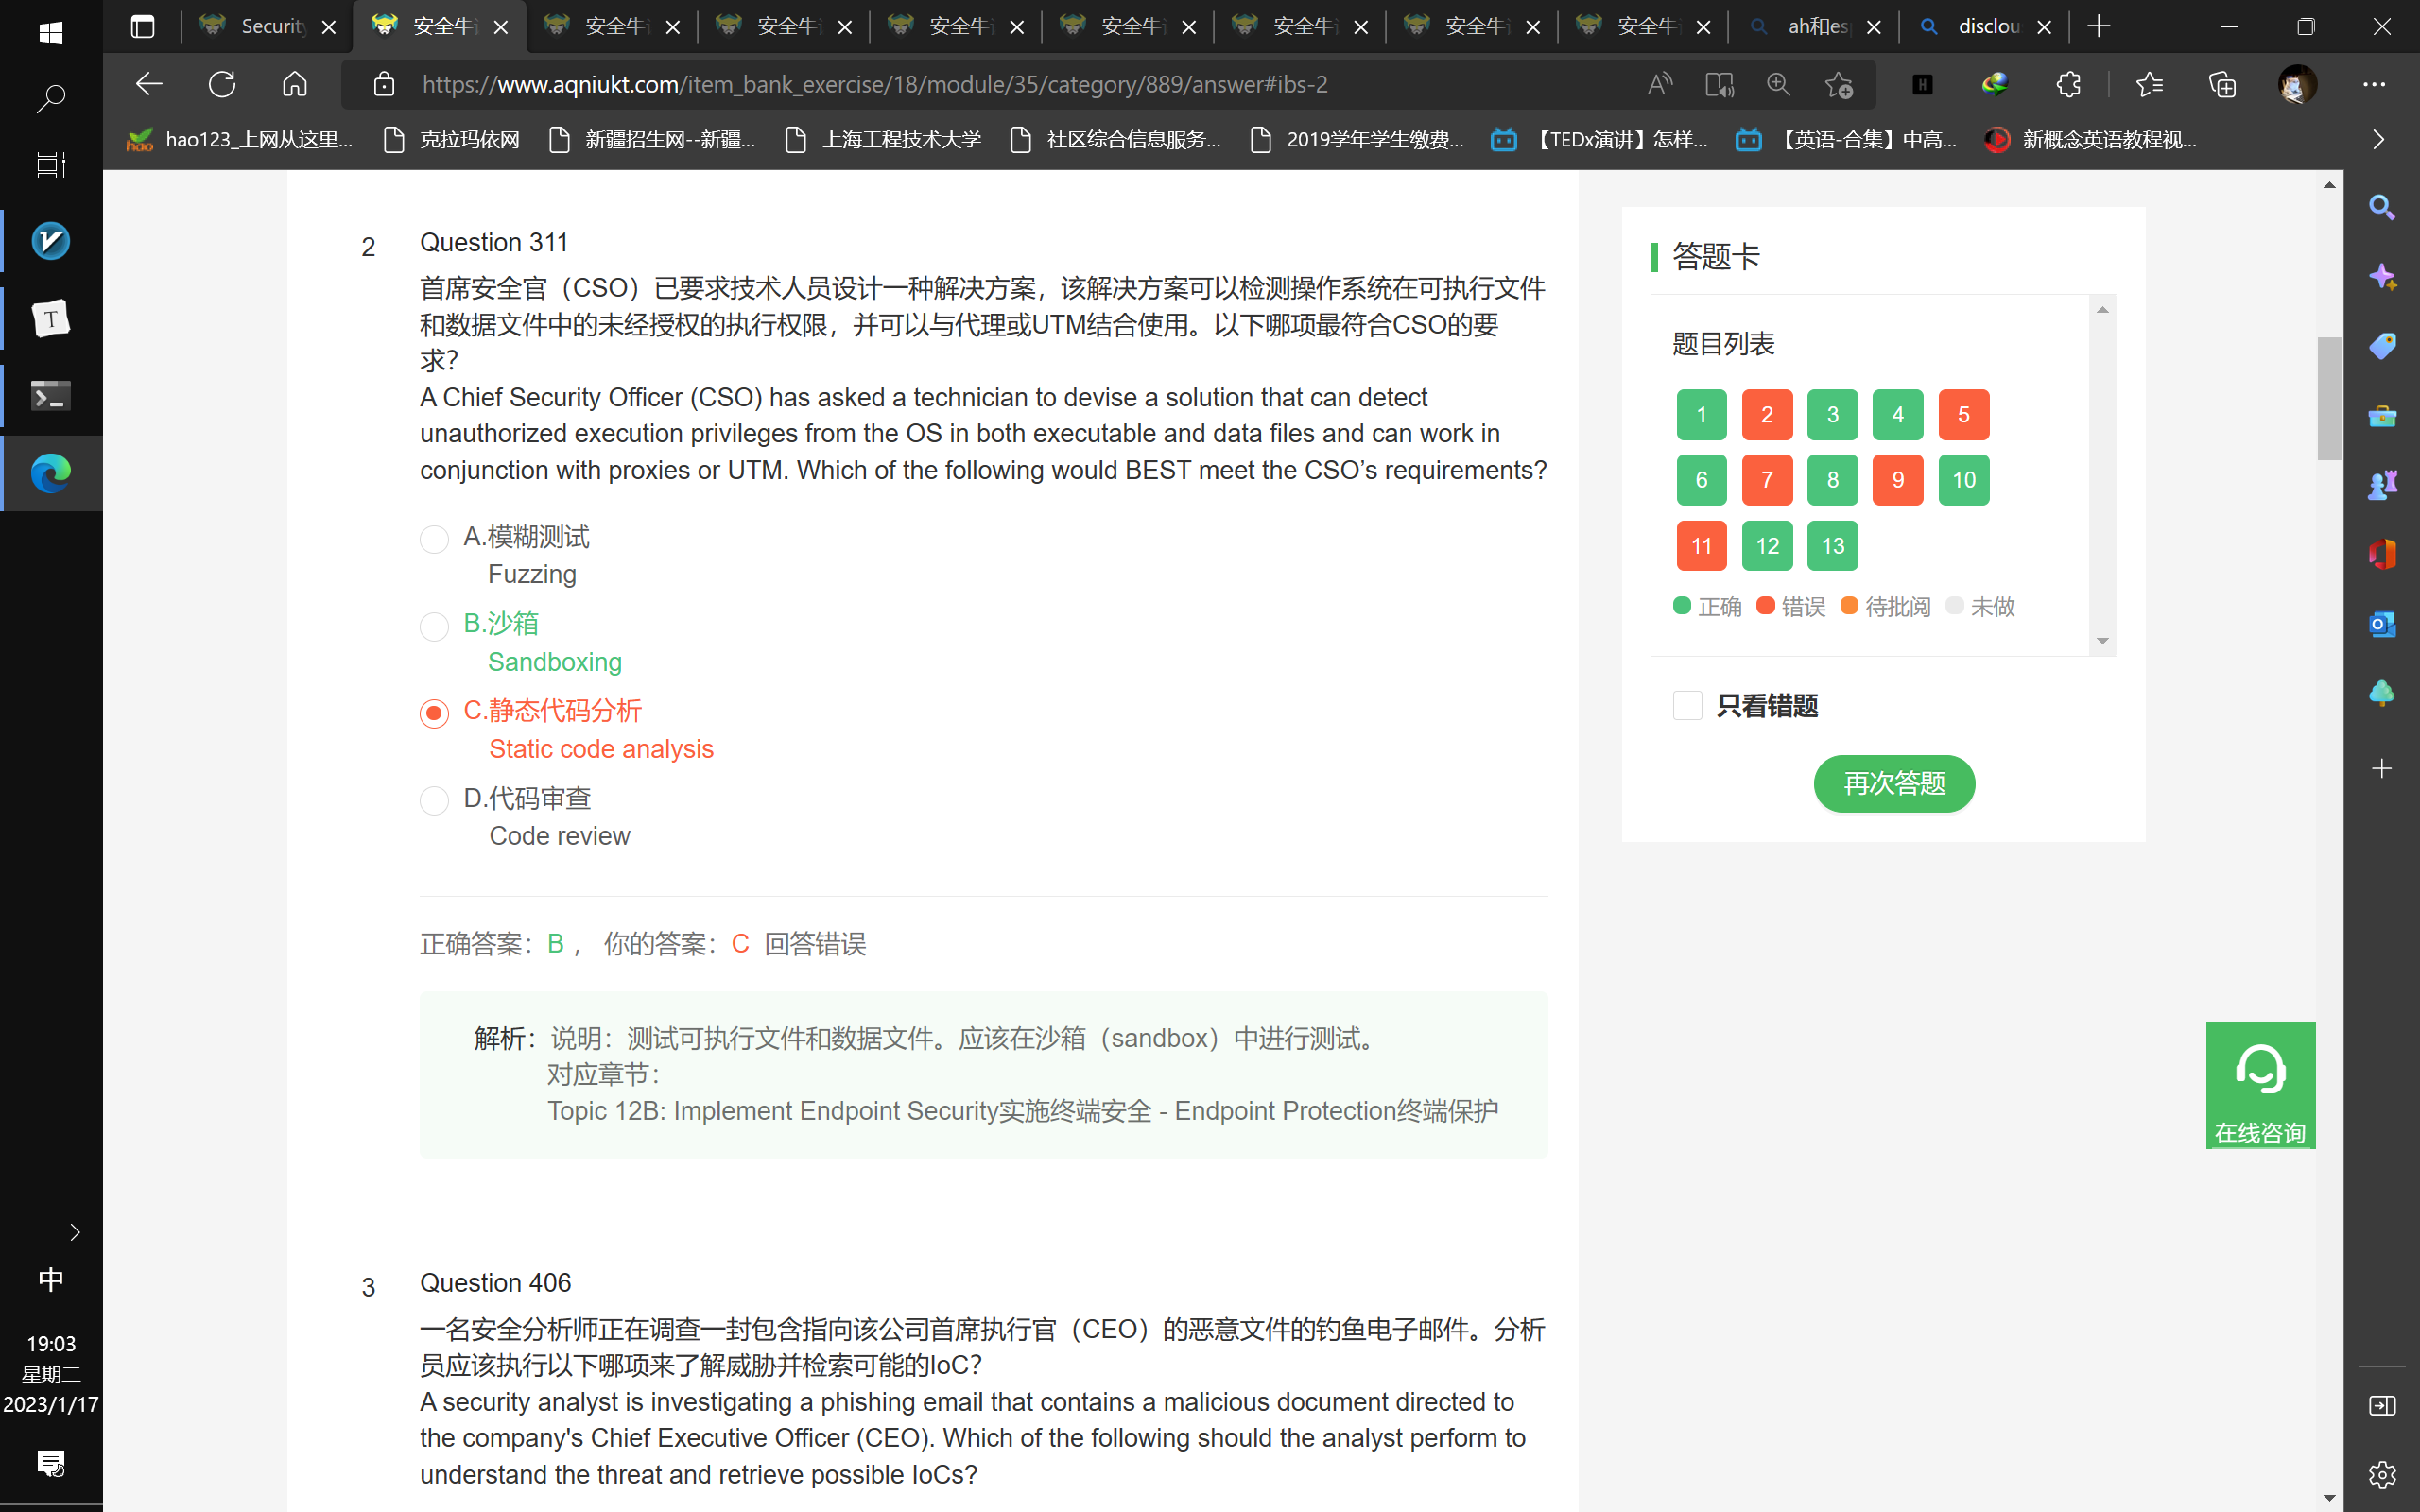 Security
安全牛
安全牛
安全牛
安全牛
安全牛
安全牛
安全牛
安全牛
ah和es
disclou
https://www.aqniukt.com/item_bank_exercise/18/module/35/category/889/answer#ibs-2
hao123_上网从这里...
克拉玛依网
新疆招生网--新疆...
上海工程技术大学
社区综合信息服务...
2019学年学生缴费...
【TEDx演讲】怎样...
【英语-合集】中高...
新概念英语教程视...
2
Question 311
首席安全官（CSO）已要求技术人员设计一种解决方案，该解决方案可以检测操作系统在可执行文件
和数据文件中的未经授权的执行权限，并可以与代理或UTM结合使用。以下哪项最符合CSO的要
求？
A Chief Security Officer (CSO) has asked a technician to devise a solution that can detect
unauthorized execution privileges from the OS in both executable and data files and can work in
conjunction with proxies or UTM. Which of the following would BEST meet the CSO’s requirements?
A.模糊测试
Fuzzing
B.沙箱
Sandboxing
C.静态代码分析
Static code analysis
D.代码审查
Code review
正确答案：B ， 你的答案：C 回答错误
解析：说明：测试可执行文件和数据文件。应该在沙箱（sandbox）中进行测试。
对应章节：
Topic 12B: Implement Endpoint Security实施终端安全 - Endpoint Protection终端保护
3
Question 406
一名安全分析师正在调查一封包含指向该公司首席执行官（CEO）的恶意文件的钓鱼电子邮件。分析
员应该执行以下哪项来了解威胁并检索可能的IoC？
A security analyst is investigating a phishing email that contains a malicious document directed to
the company's Chief Executive Officer (CEO). Which of the following should the analyst perform to
understand the threat and retrieve possible IoCs?
答题卡
题目列表
1 2 3 4 5
6 7 8 9 10
11 12 13
正确 错误 待批阅 未做
只看错题
再次答题
在线咨询
中
19:03
星期二
2023/1/17